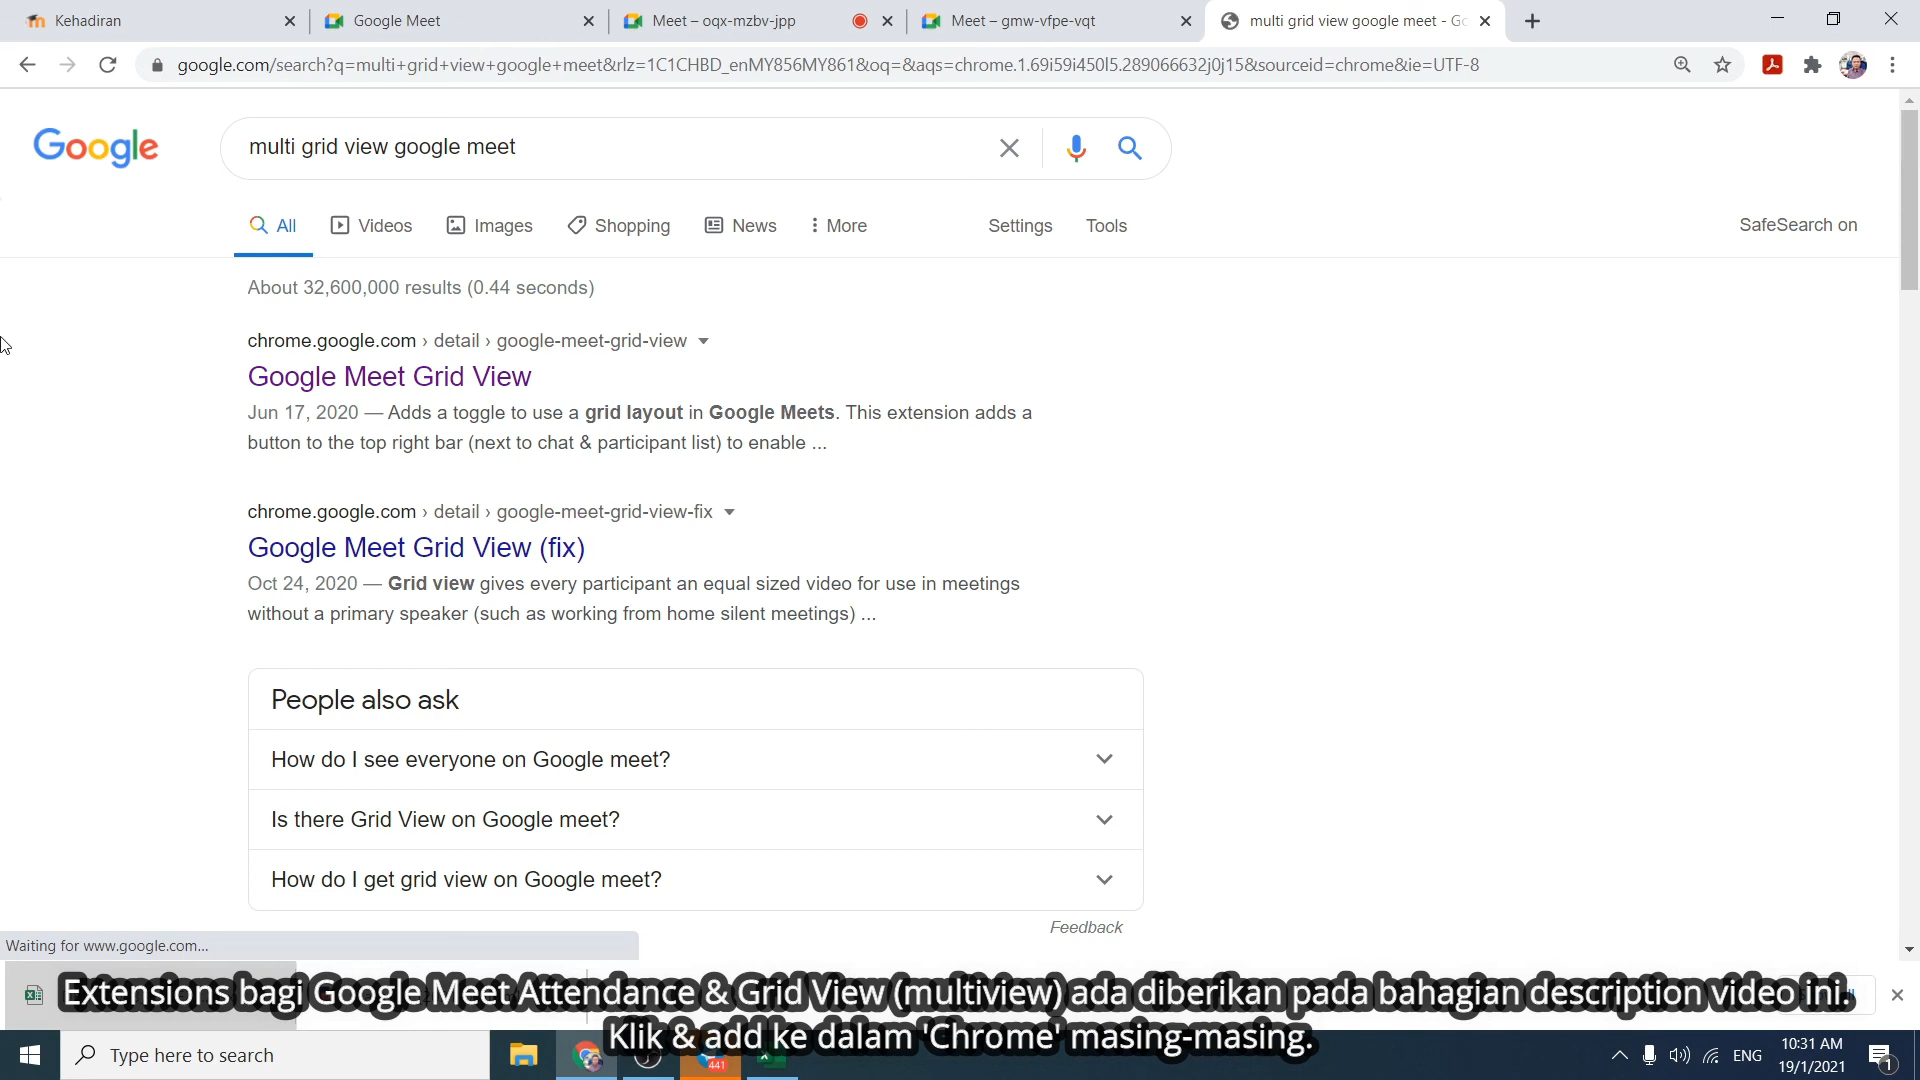 Kehadiran
Google Meet
Meet – oqx-mzbv-jpp
Meet – gmw-vfpe-vqt
multi grid view google meet - Go
google.com/search?q=multi+grid+view+google+meet&rlz=1C1CHBD_enMY856MY861&oq=&aqs=chrome.1.69i59i450l5.289066632j0j15&sourceid=chrome&ie=UTF-8
Google
multi grid view google meet
All
Videos
Images
Shopping
News
More
Settings
Tools
SafeSearch on
About 32,600,000 results (0.44 seconds)
chrome.google.com › detail › google-meet-grid-view
Google Meet Grid View
Jun 17, 2020 — Adds a toggle to use a grid layout in Google Meets. This extension adds a
button to the top right bar (next to chat & participant list) to enable ...
chrome.google.com › detail › google-meet-grid-view-fix
Google Meet Grid View (fix)
Oct 24, 2020 — Grid view gives every participant an equal sized video for use in meetings
without a primary speaker (such as working from home silent meetings) ...
People also ask
How do I see everyone on Google meet?
Is there Grid View on Google meet?
How do I get grid view on Google meet?
Feedback
Waiting for www.google.com...
Extensions bagi Google Meet Attendance & Grid View (multiview) ada diberikan pada bahagian description video ini.
Klik & add ke dalam 'Chrome' masing-masing.
Type here to search
441
ENG
10:31 AM
19/1/2021
1